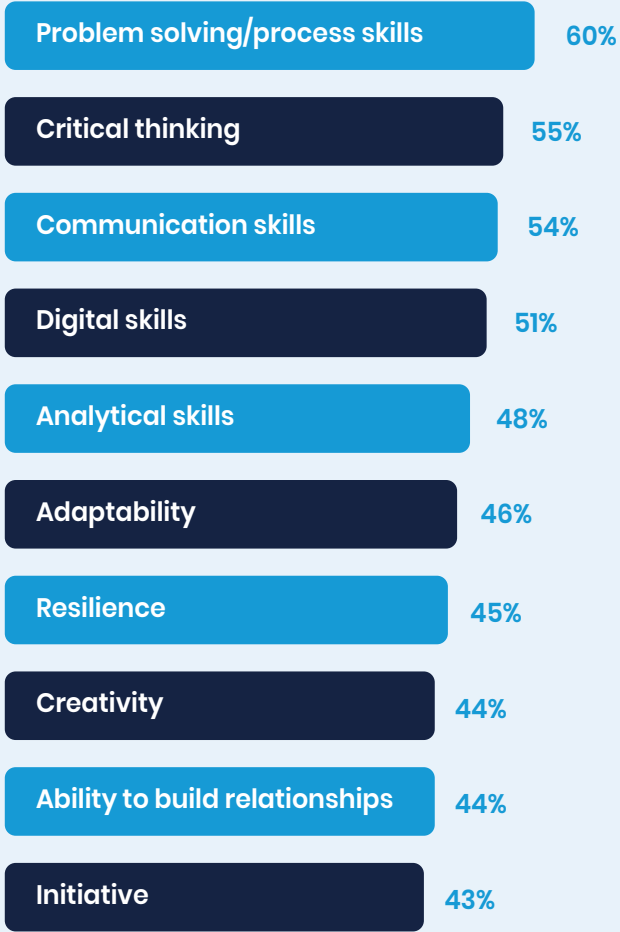 Problem solving/process skills 60%
Critical thinking 55%
Communication skills 54%
Digital skills 51%
Analytical skills 48%
Adaptability 46%
Resilience 45%
Creativity 44%
Ability to build relationships 44%
Initiative 43%